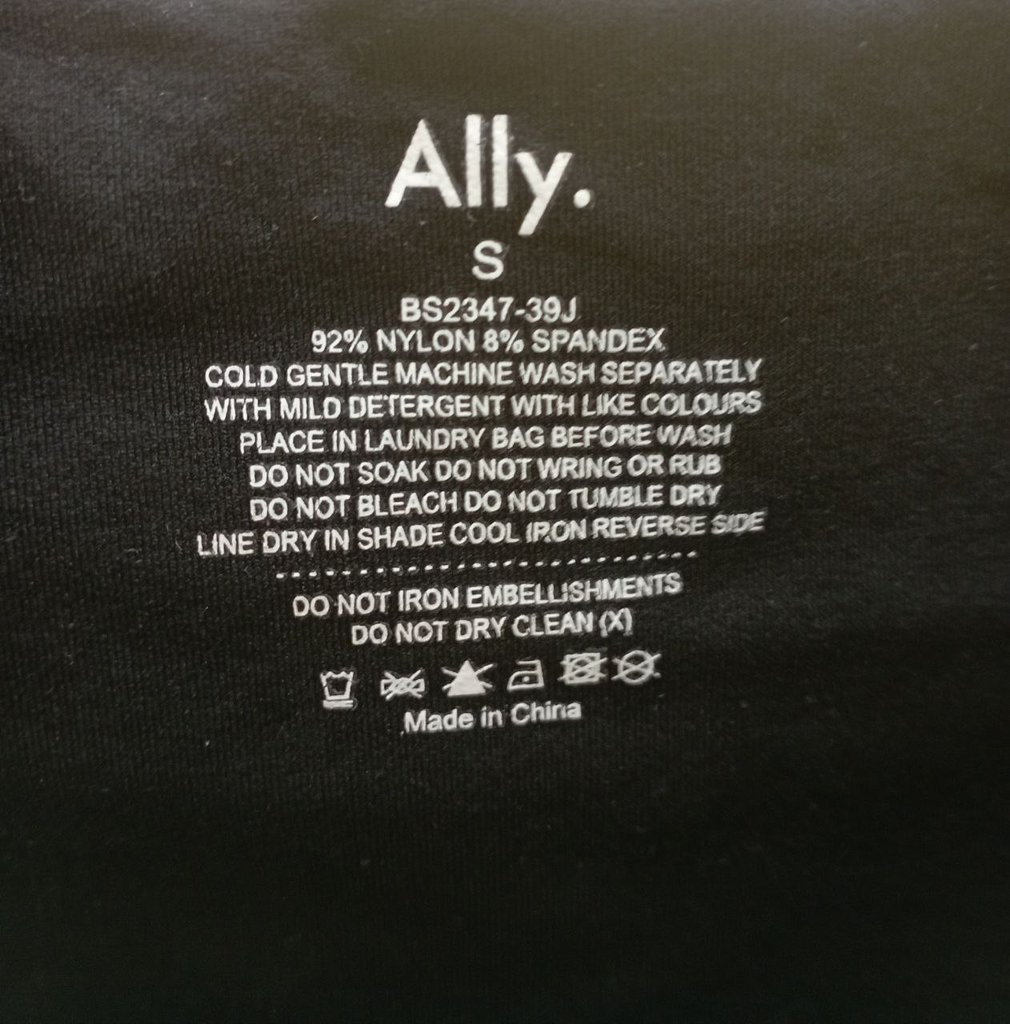 Ally.
S
BS2347-39J
92% NYLON 8% SPANDEX
COLD GENTLE MACHINE WASH SEPARATELY
WITH MILD DETERGENT WITH LIKE COLOURS
PLACE IN LAUNDRY BAG BEFORE WASH
DO NOT SOAK DO NOT WRING OR RUB
DO NOT BLEACH DO NOT TUMBLE DRY
LINE DRY IN SHADE COOL IRON REVERSE SIDE
DO NOT IRON EMBELLISHMENTS
DO NOT DRY CLEAN (X)
Made in China